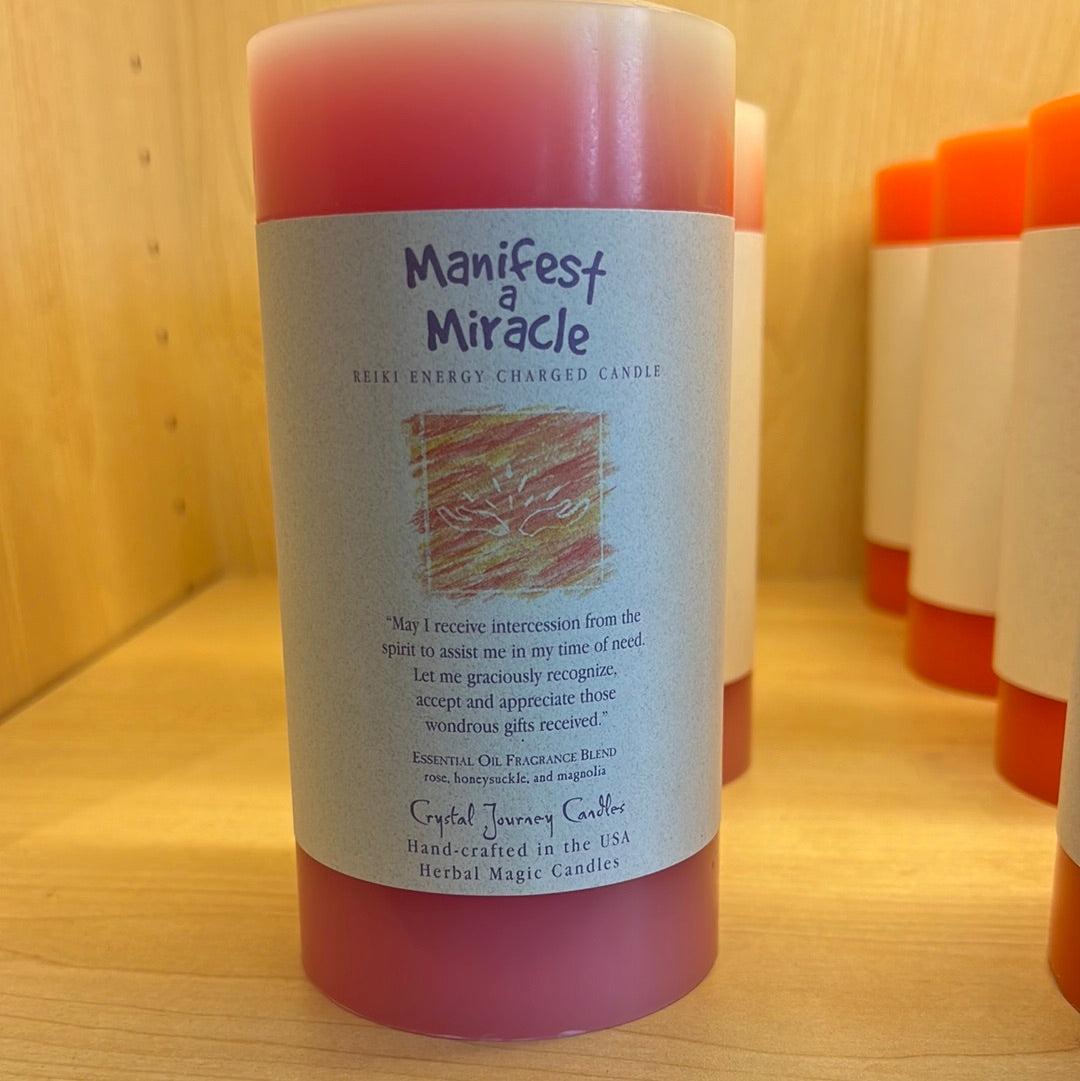 Manifest
a
Miracle
REIKI ENERGY CHARGED CANDLE
“May I receive intercession from the
spirit to assist me in my time of need.
Let me graciously recognize,
accept and appreciate those
wondrous gifts received.”
ESSENTIAL OIL FRAGRANCE BLEND
rose, honeysuckle, and magnolia
Crystal Journey Candles
Hand-crafted in the USA
Herbal Magic Candles